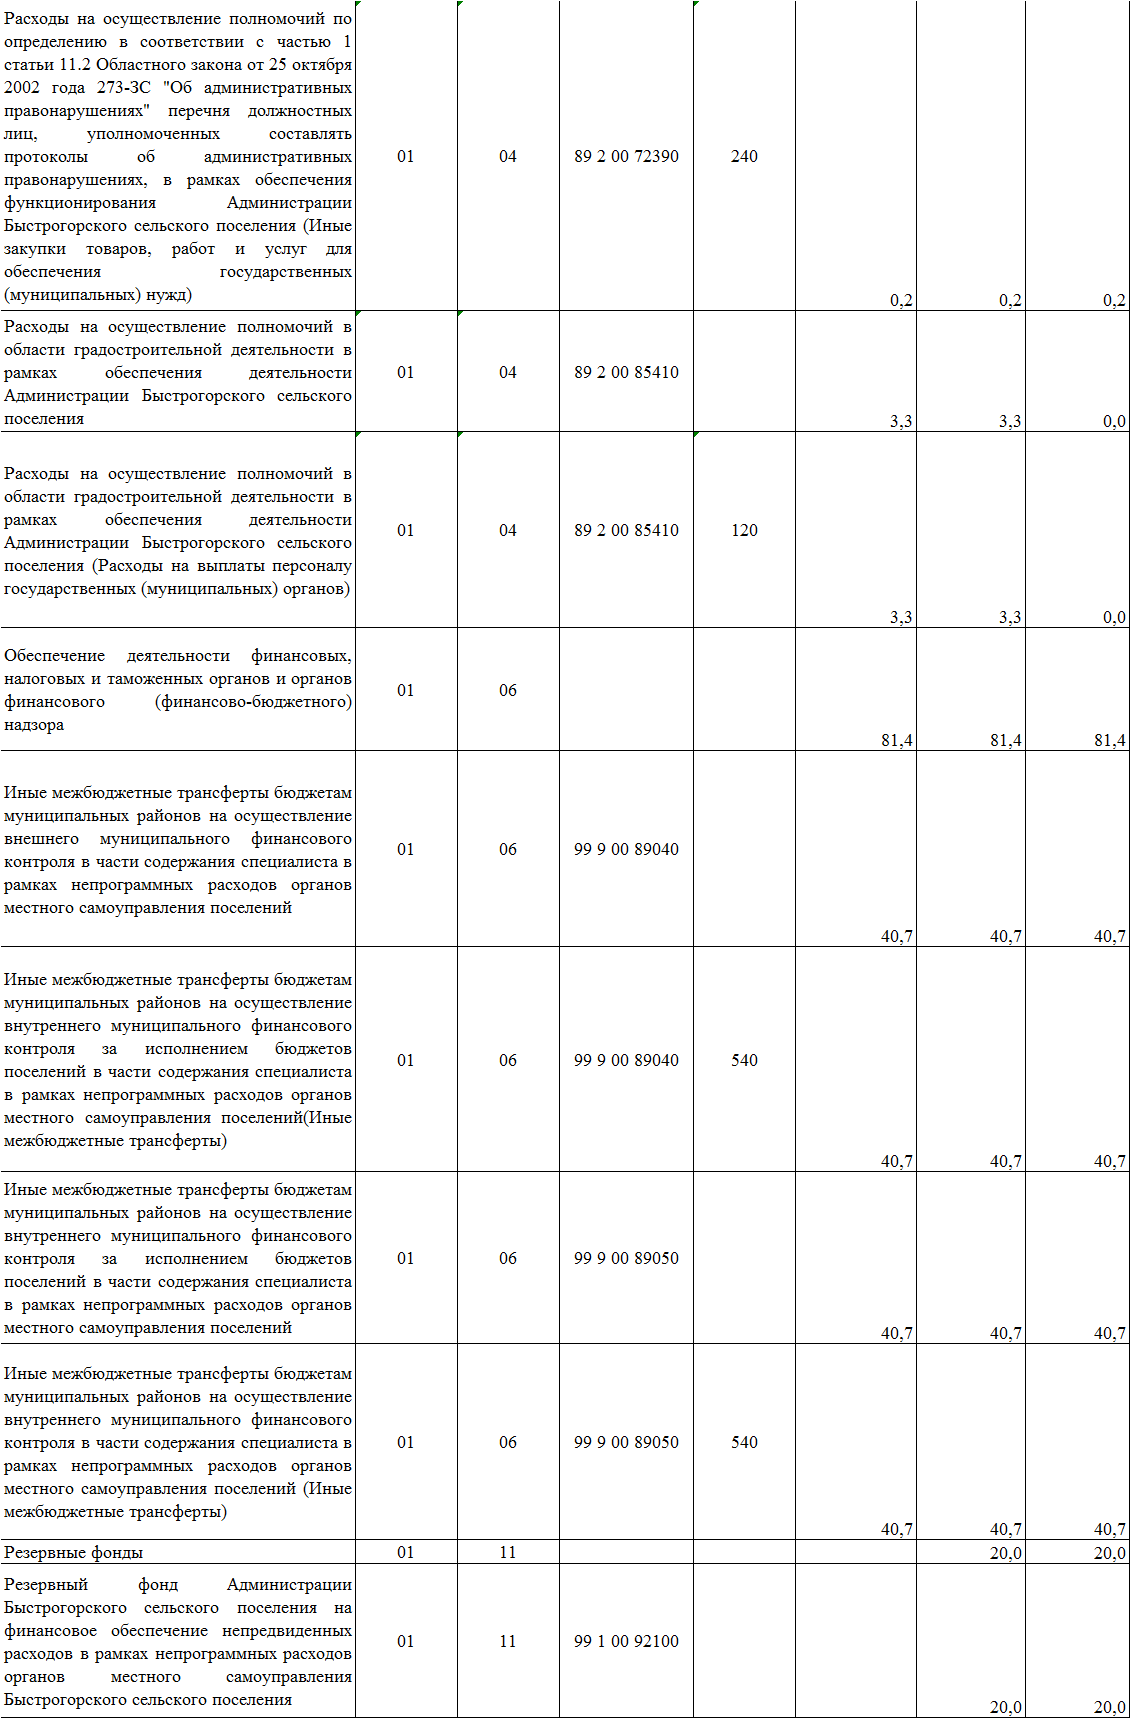 Расходы на осуществление полномочий по
определению в соответствии с частью 1
статьи 11.2 Областного закона от 25 октября
2002 года 273-ЗС "Об административных
правонарушениях" перечня должностных
лиц, уполномоченных составлять
протоколы об административных
правонарушениях, в рамках обеспечения
функционирования Администрации
Быстрогорского сельского поселения (Иные
закупки товаров, работ и услуг для
обеспечения государственных
(муниципальных) нужд)
01 04 89 2 00 72390 240 0,2 0,2 0,2
Расходы на осуществление полномочий в
области градостроительной деятельности в
рамках обеспечения деятельности
Администрации Быстрогорского сельского
поселения
01 04 89 2 00 85410 3,3 3,3 0,0
Расходы на осуществление полномочий в
области градостроительной деятельности в
рамках обеспечения деятельности
Администрации Быстрогорского сельского
поселения (Расходы на выплаты персоналу
государственных (муниципальных) органов)
01 04 89 2 00 85410 120 3,3 3,3 0,0
Обеспечение деятельности финансовых,
налоговых и таможенных органов и органов
финансового (финансово-бюджетного)
надзора
01 06 81,4 81,4 81,4
Иные межбюджетные трансферты бюджетам
муниципальных районов на осуществление
внешнего муниципального финансового
контроля в части содержания специалиста в
рамках непрограммных расходов органов
местного самоуправления поселений
01 06 99 9 00 89040 40,7 40,7 40,7
Иные межбюджетные трансферты бюджетам
муниципальных районов на осуществление
внутреннего муниципального финансового
контроля за исполнением бюджетов
поселений в части содержания специалиста
в рамках непрограммных расходов органов
местного самоуправления поселений(Иные
межбюджетные трансферты)
01 06 99 9 00 89040 540 40,7 40,7 40,7
Иные межбюджетные трансферты бюджетам
муниципальных районов на осуществление
внутреннего муниципального финансового
контроля за исполнением бюджетов
поселений в части содержания специалиста
в рамках непрограммных расходов органов
местного самоуправления поселений
01 06 99 9 00 89050 40,7 40,7 40,7
Иные межбюджетные трансферты бюджетам
муниципальных районов на осуществление
внутреннего муниципального финансового
контроля в части содержания специалиста в
рамках непрограммных расходов органов
местного самоуправления поселений (Иные
межбюджетные трансферты)
01 06 99 9 00 89050 540 40,7 40,7 40,7
Резервные фонды 01 11 20,0 20,0
Резервный фонд Администрации
Быстрогорского сельского поселения на
финансовое обеспечение непредвиденных
расходов в рамках непрограммных расходов
органов местного самоуправления
Быстрогорского сельского поселения
01 11 99 1 00 92100 20,0 20,0